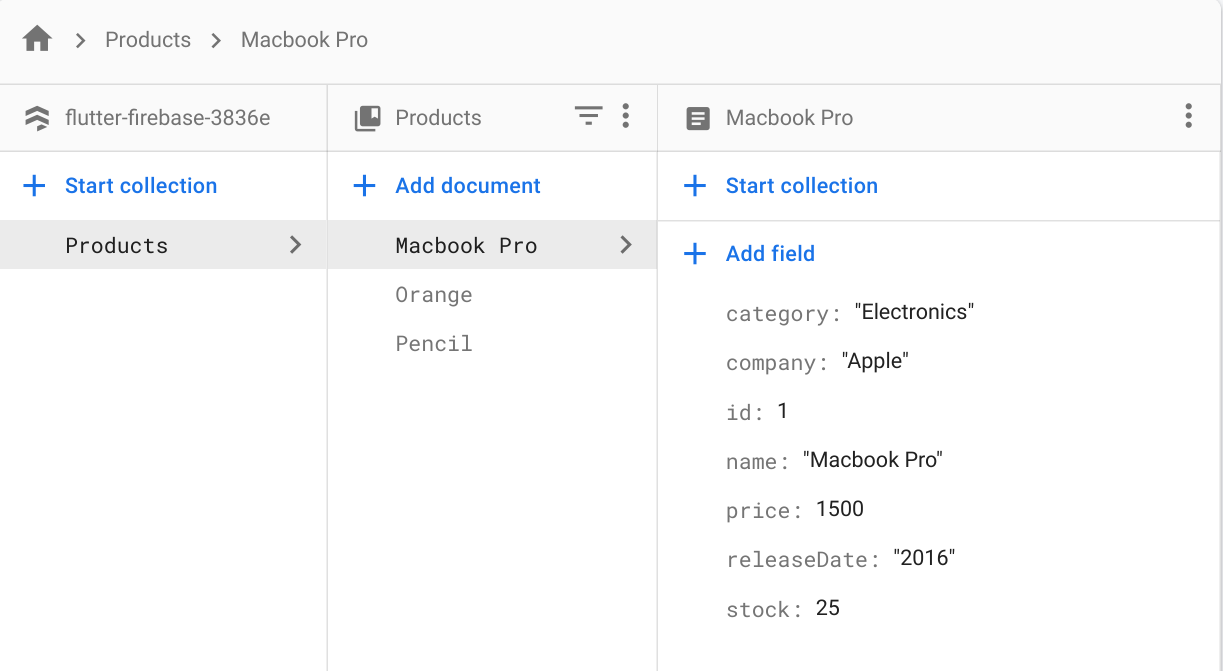 Products Macbook Pro
flutter-firebase-3836e
Start collection
Products
Products
Add document
Macbook Pro
Orange
Pencil
Macbook Pro
Start collection
Add field
category: "Electronics"
company: "Apple"
id: 1
name: "Macbook Pro"
price: 1500
releaseDate: "2016"
stock: 25